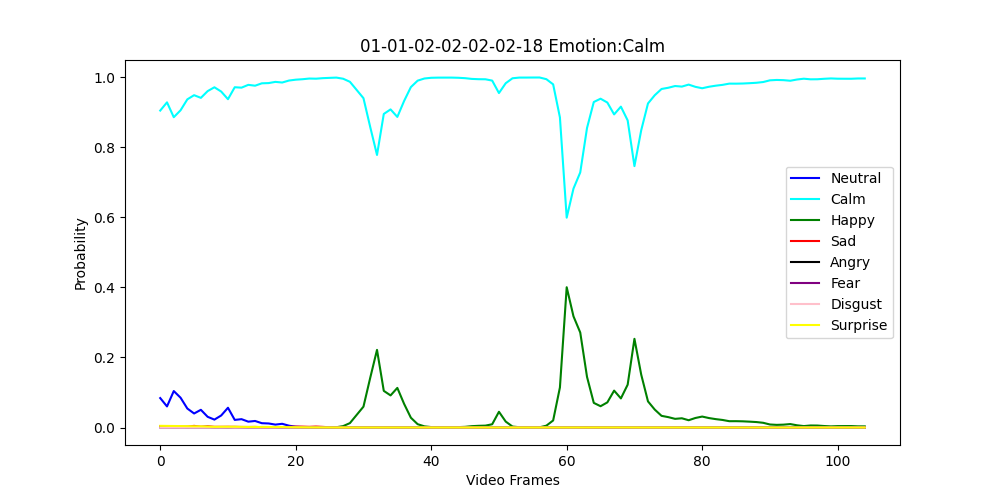 01-01-02-02-02-02-18 Emotion:Calm
1.0
0.8
0.6
0.4
0.2
0.0
Probability
Neutral
Calm
Happy
Sad
Angry
Fear
Disgust
Surprise
0 20 40 60 80 100
Video Frames